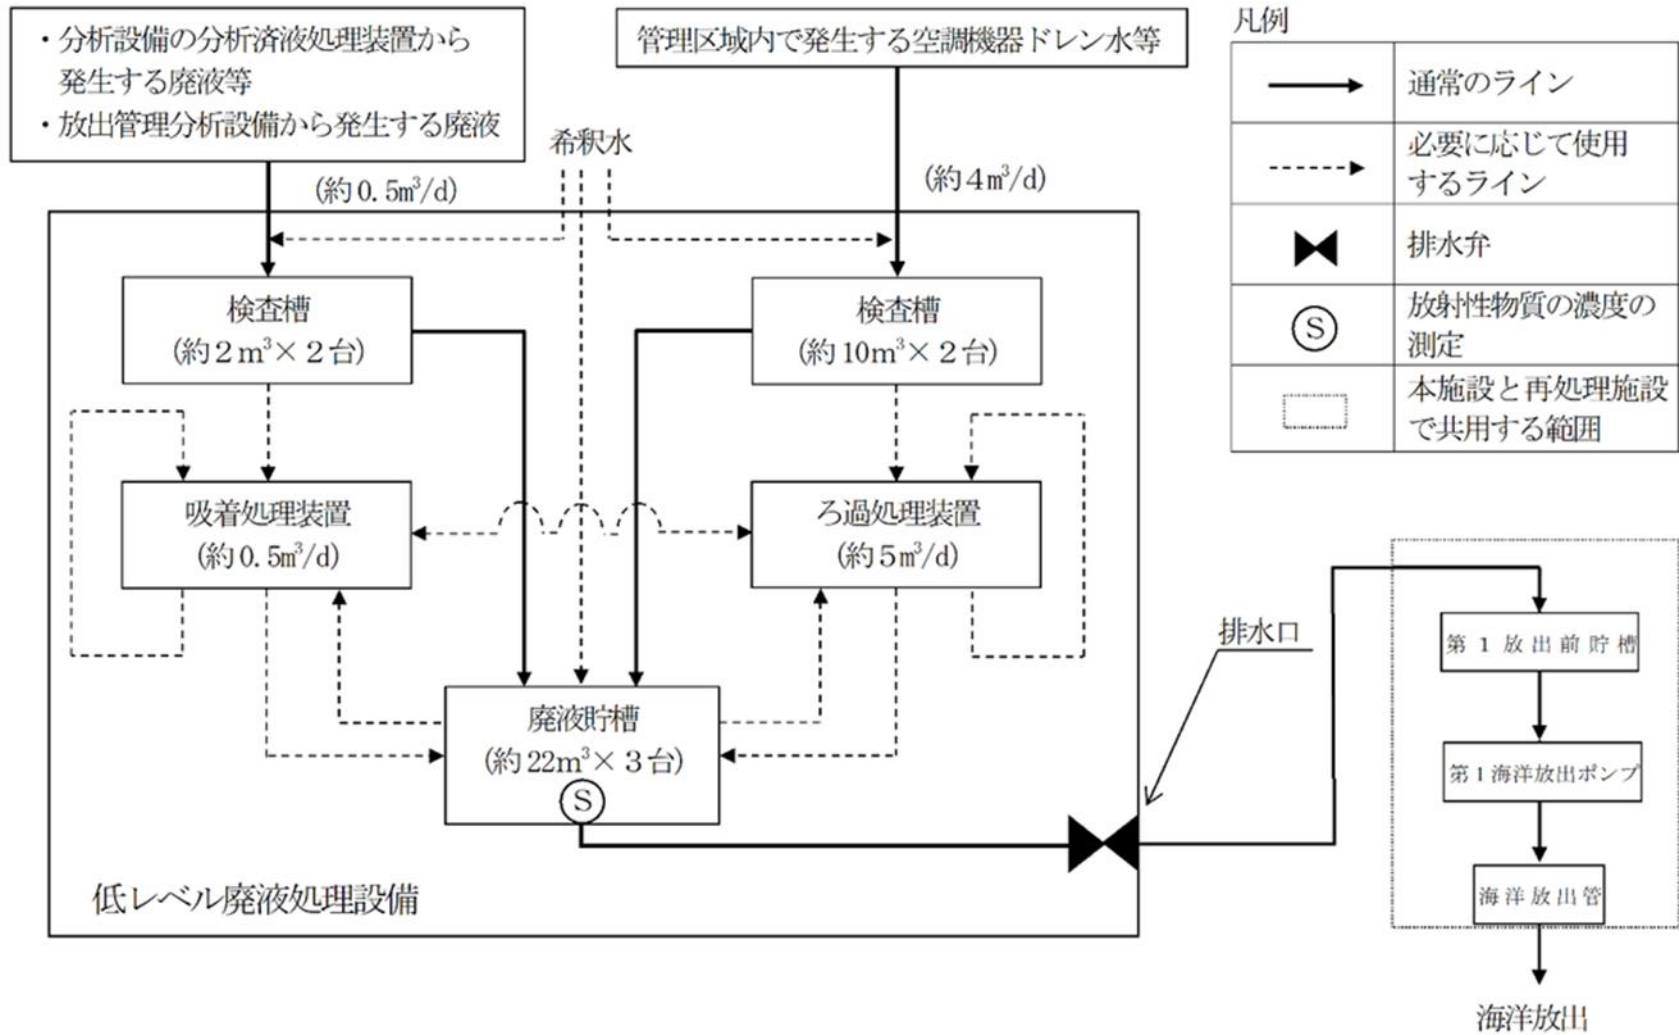 ・分析設備の分析済液処理装置から
発生する廃液等
・放出管理分析設備から発生する廃液
管理区域内で発生する空調機器ドレン水等
希釈水
(約0.5m³/d)
(約4m³/d)
検査槽
(約2m³×2台)
検査槽
(約10m³×2台)
吸着処理装置
(約0.5m³/d)
ろ過処理装置
(約5m³/d)
廃液貯槽
(約22m³×3台)
S
低レベル廃液処理設備
排水口
凡例
通常のライン
必要に応じて使用
するライン
排水弁
S
放射性物質の濃度の
測定
本施設と再処理施設
で共用する範囲
第1放出前貯槽
第1海洋放出ポンプ
海洋放出管
海洋放出